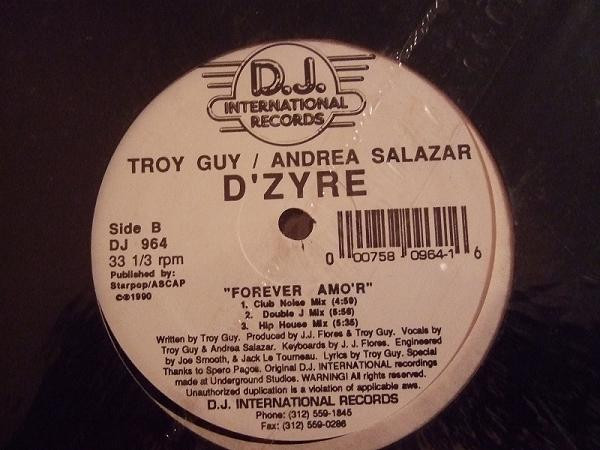 D.J.
INTERNATIONAL
RECORDS
TROY GUY / ANDREA SALAZAR
D'ZYRE
Side B
DJ 964
33 1/3 rpm
Published by:
Starpop/ASCAP
©℗1990
0 00758 0964-1 6
"FOREVER AMO'R"
1. Club Noise Mix (4:59)
2. Double J Mix (5:56)
3. Hip House Mix (5:35)
Written by Troy Guy. Produced by J.J. Flores & Troy Guy. Vocals by
Troy Guy & Andrea Salazar. Keyboards by J. J. Flores. Engineered
by Joe Smooth, & Jack Le Tourneau. Lyrics by Troy Guy. Special
Thanks to Spero Pagos. Original D.J. INTERNATIONAL recordings
made at Underground Studios. WARNING! All rights reserved.
Unauthorized duplication is a violation of applicable aws.
D.J. INTERNATIONAL RECORDS
Phone: (312) 559-1845
Fax: (312) 559-0286